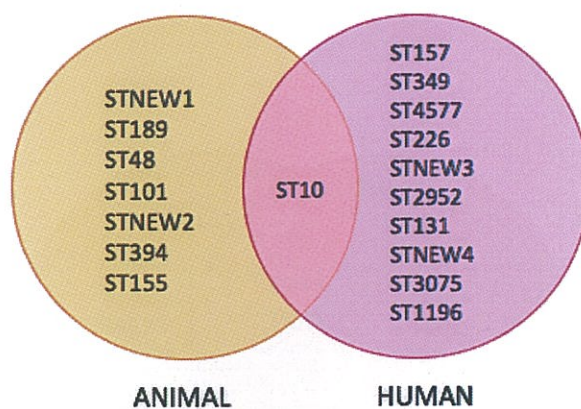 STNEW1
ST189
ST48
ST101
STNEW2
ST394
ST155
ST10
ST157
ST349
ST4577
ST226
STNEW3
ST2952
ST131
STNEW4
ST3075
ST1196
ANIMAL
HUMAN